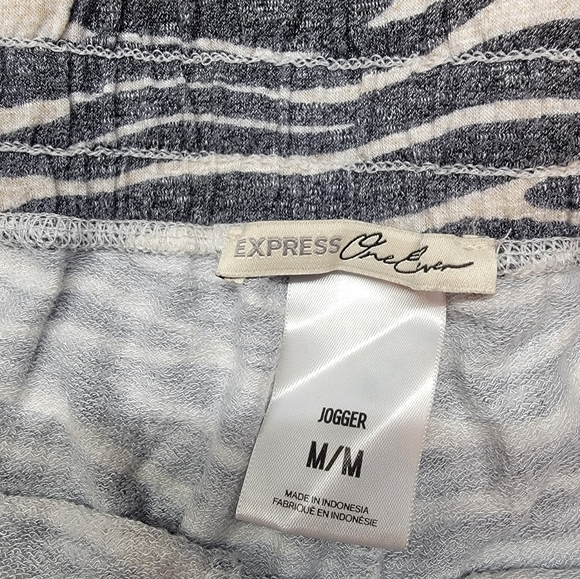 EXPRESS One Eleven
JOGGER
M/M
MADE IN INDONESIA
FABRIQUÉ EN INDONÉSIE